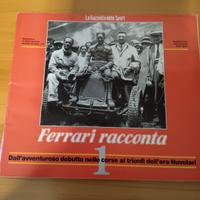 La Gazzetta dello Sport
Ferrari racconta
1
Dall'avventuroso debutto nelle corse ai trionfi dell'era Nuvolari